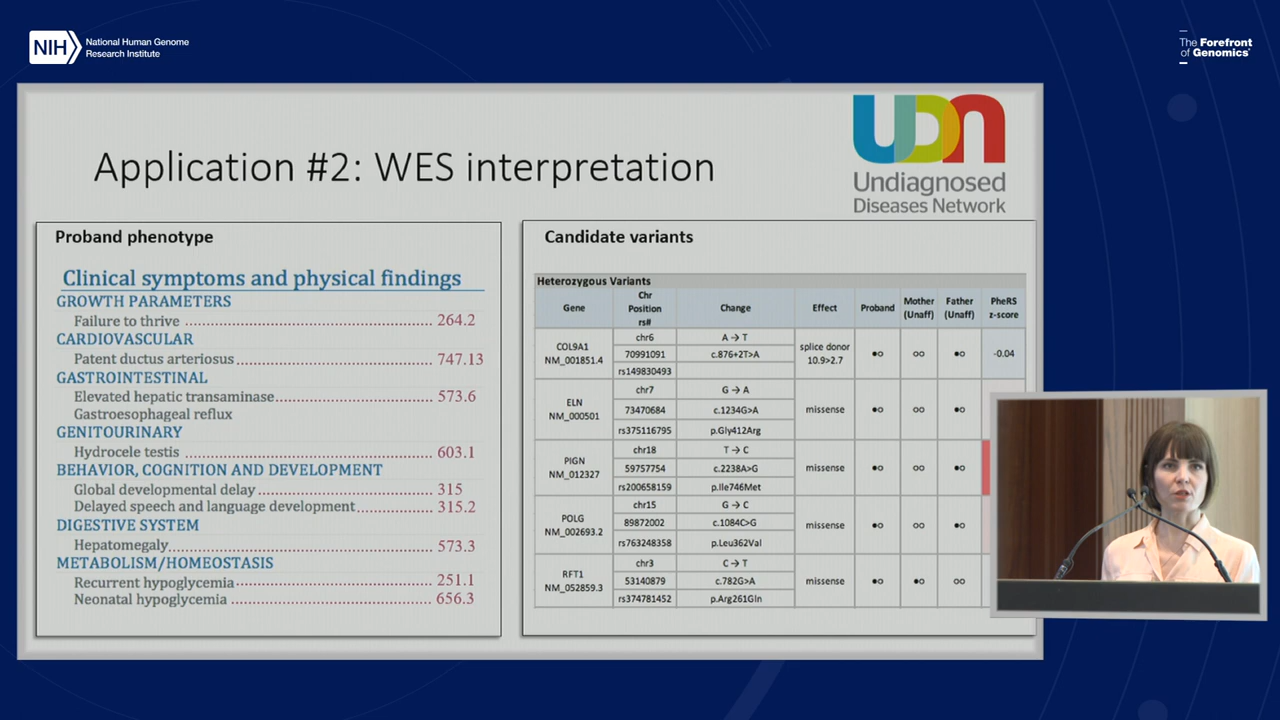 NIH National Human Genome
Research Institute
The Forefront
of Genomics®
UDN
Undiagnosed
Diseases Network
Application #2: WES interpretation
Proband phenotype
Clinical symptoms and physical findings
GROWTH PARAMETERS
Failure to thrive ........ 264.2
CARDIOVASCULAR
Patent ductus arteriosus ........ 747.13
GASTROINTESTINAL
Elevated hepatic transaminase ........ 573.6
Gastroesophageal reflux
GENITOURINARY
Hydrocele testis ........ 603.1
BEHAVIOR, COGNITION AND DEVELOPMENT
Global developmental delay ........ 315
Delayed speech and language development ........ 315.2
DIGESTIVE SYSTEM
Hepatomegaly ........ 573.3
METABOLISM/HOMEOSTASIS
Recurrent hypoglycemia ........ 251.1
Neonatal hypoglycemia ........ 656.3
Candidate variants
Heterozygous Variants
Gene | Chr Position rs# | Change | Effect | Proband | Mother (Unaff) | Father (Unaff) | PheRS z-score
COL9A1 NM_001851.4 | chr6 70991091 rs149830493 | A → T c.876+2T>A | splice donor 10.9>2.7 | ●○ | ○○ | ●○ | -0.04
ELN NM_000501 | chr7 73470684 rs375116795 | G → A c.1234G>A p.Gly412Arg | missense | ●○ | ○○ | ●○
PIGN NM_012327 | chr18 59757754 rs200658159 | T → C c.2238A>G p.Ile746Met | missense | ●○ | ○○ | ●○
POLG NM_002693.2 | chr15 89872002 rs763248358 | G → C c.1084C>G p.Leu362Val | missense | ●○ | ○○ | ●○
RFT1 NM_052859.3 | chr3 53140879 rs374781452 | C → T c.782G>A p.Arg261Gln | missense | ●○ | ●○ | ○○